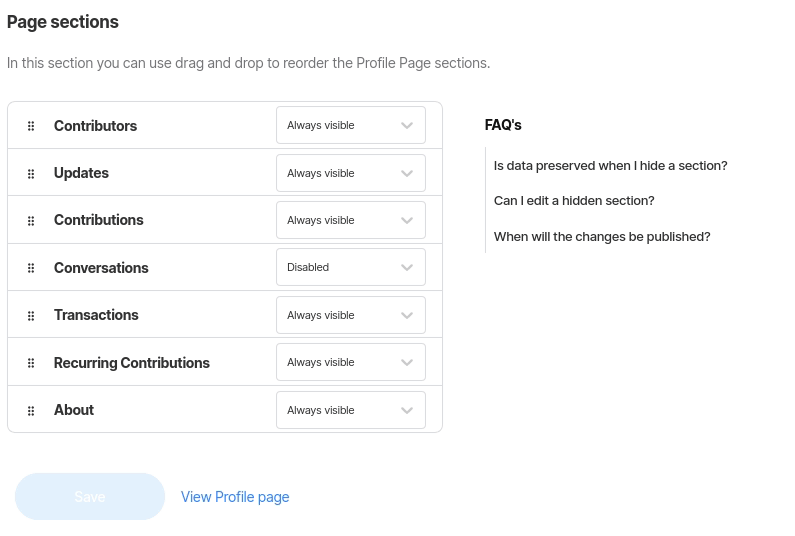 Page sections
In this section you can use drag and drop to reorder the Profile Page sections.
Contributors Always visible
Updates Always visible
Contributions Always visible
Conversations Disabled
Transactions Always visible
Recurring Contributions Always visible
About Always visible
FAQ's
Is data preserved when I hide a section?
Can I edit a hidden section?
When will the changes be published?
Save View Profile page